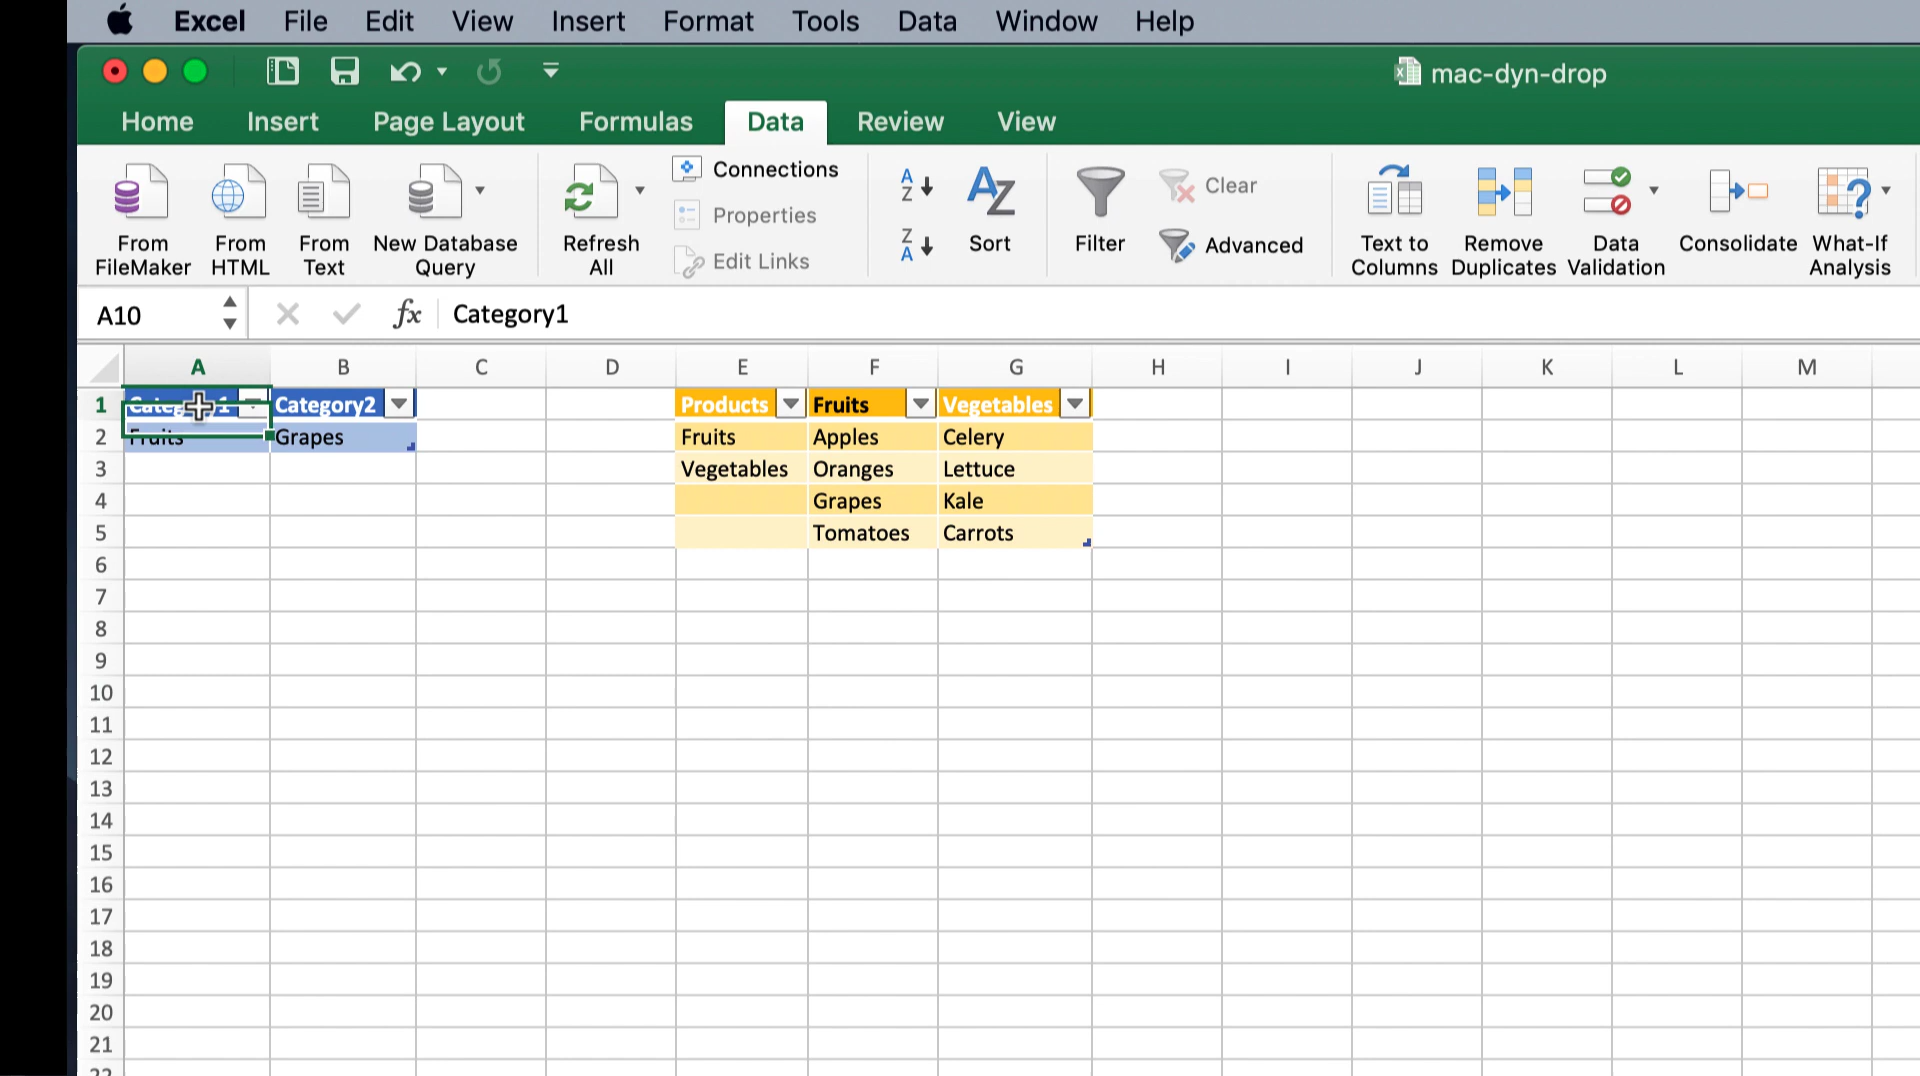 Excel File Edit View Insert Format Tools Data Window Help
mac-dyn-drop
Home Insert Page Layout Formulas Data Review View
From FileMaker
From HTML
From Text
New Database Query
Refresh All
Connections
Properties
Edit Links
A Z
Z A
AZ
Sort
Filter
Clear
Advanced
Text to Columns
Remove Duplicates
Data Validation
Consolidate
What-If Analysis
A10 fx Category1
A B C D E F G H I J K L M
1 Category1 Category2 Products Fruits Vegetables
2 Fruits Grapes Fruits Apples Celery
3 Vegetables Oranges Lettuce
4 Grapes Kale
5 Tomatoes Carrots
6
7
8
9
10
11
12
13
14
15
16
17
18
19
20
21
22